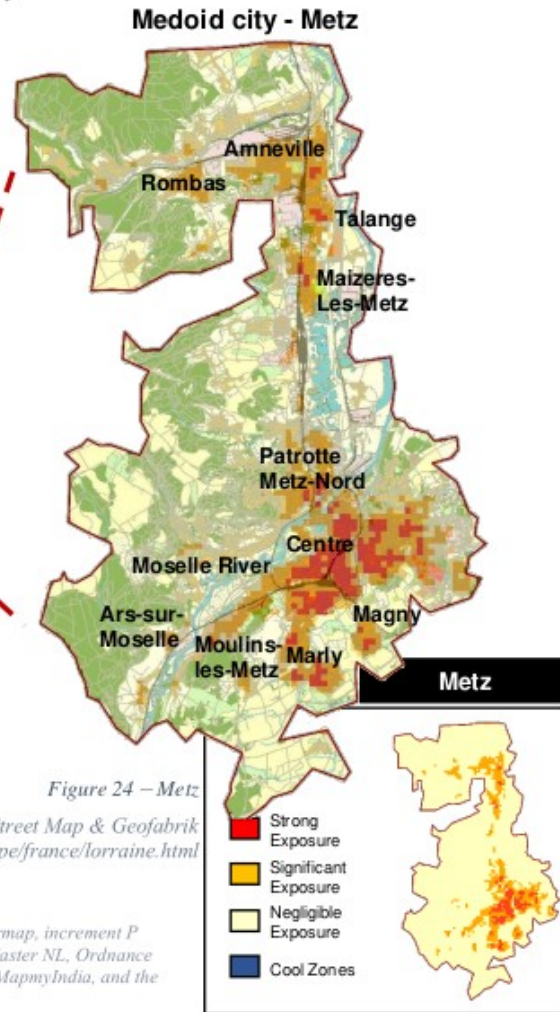 Medoid city - Metz
Amneville
Rombas
Talange
Maizeres-
Les-Metz
Patrotte
Metz-Nord
Centre
Moselle River
Ars-sur-
Moselle
Magny
Moulins-
les-Metz
Marly
Metz
Figure 24 – Metz
treet Map & Geofabrik
pe/france/lorraine.html
rmap, increment P
aster NL, Ordnance
MapmyIndia, and the
Strong
Exposure
Significant
Exposure
Negligible
Exposure
Cool Zones